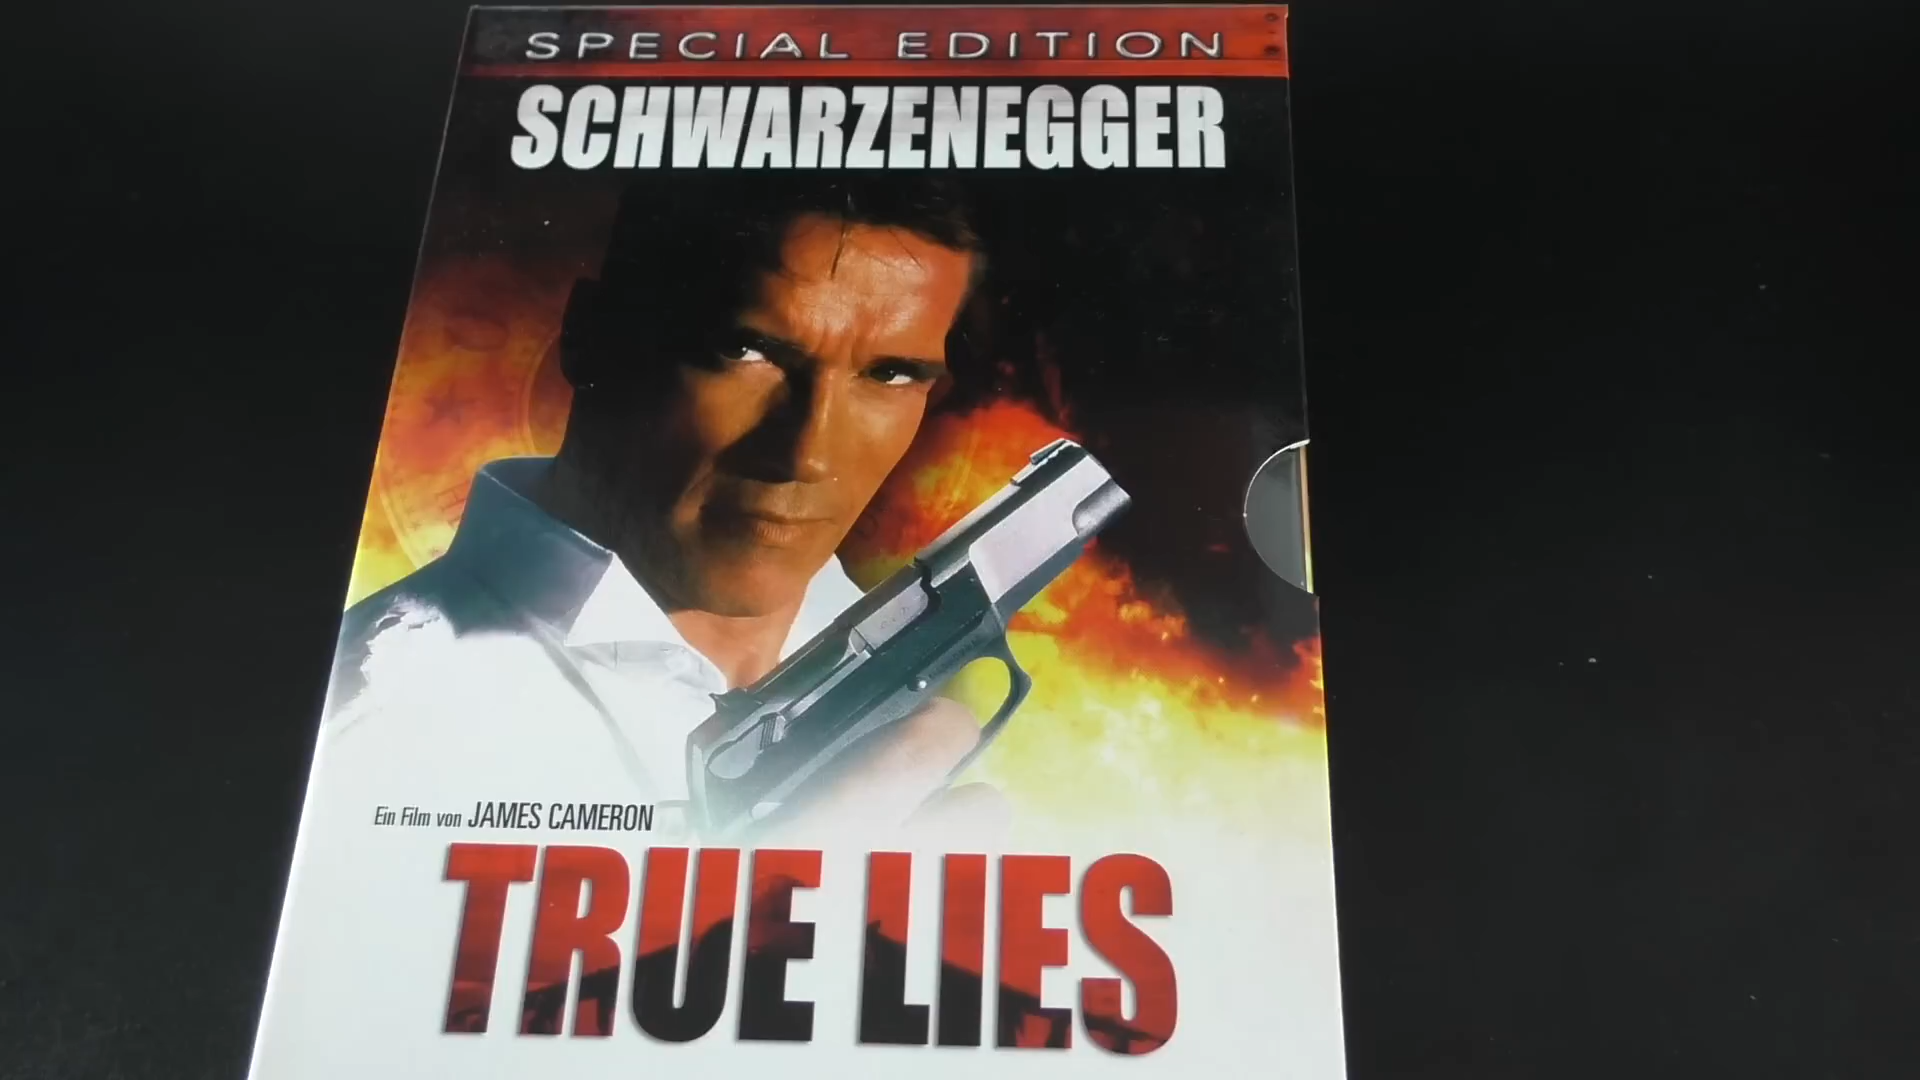 SPECIAL EDITION
SCHWARZENEGGER
Ein Film von JAMES CAMERON
TRUE LIES